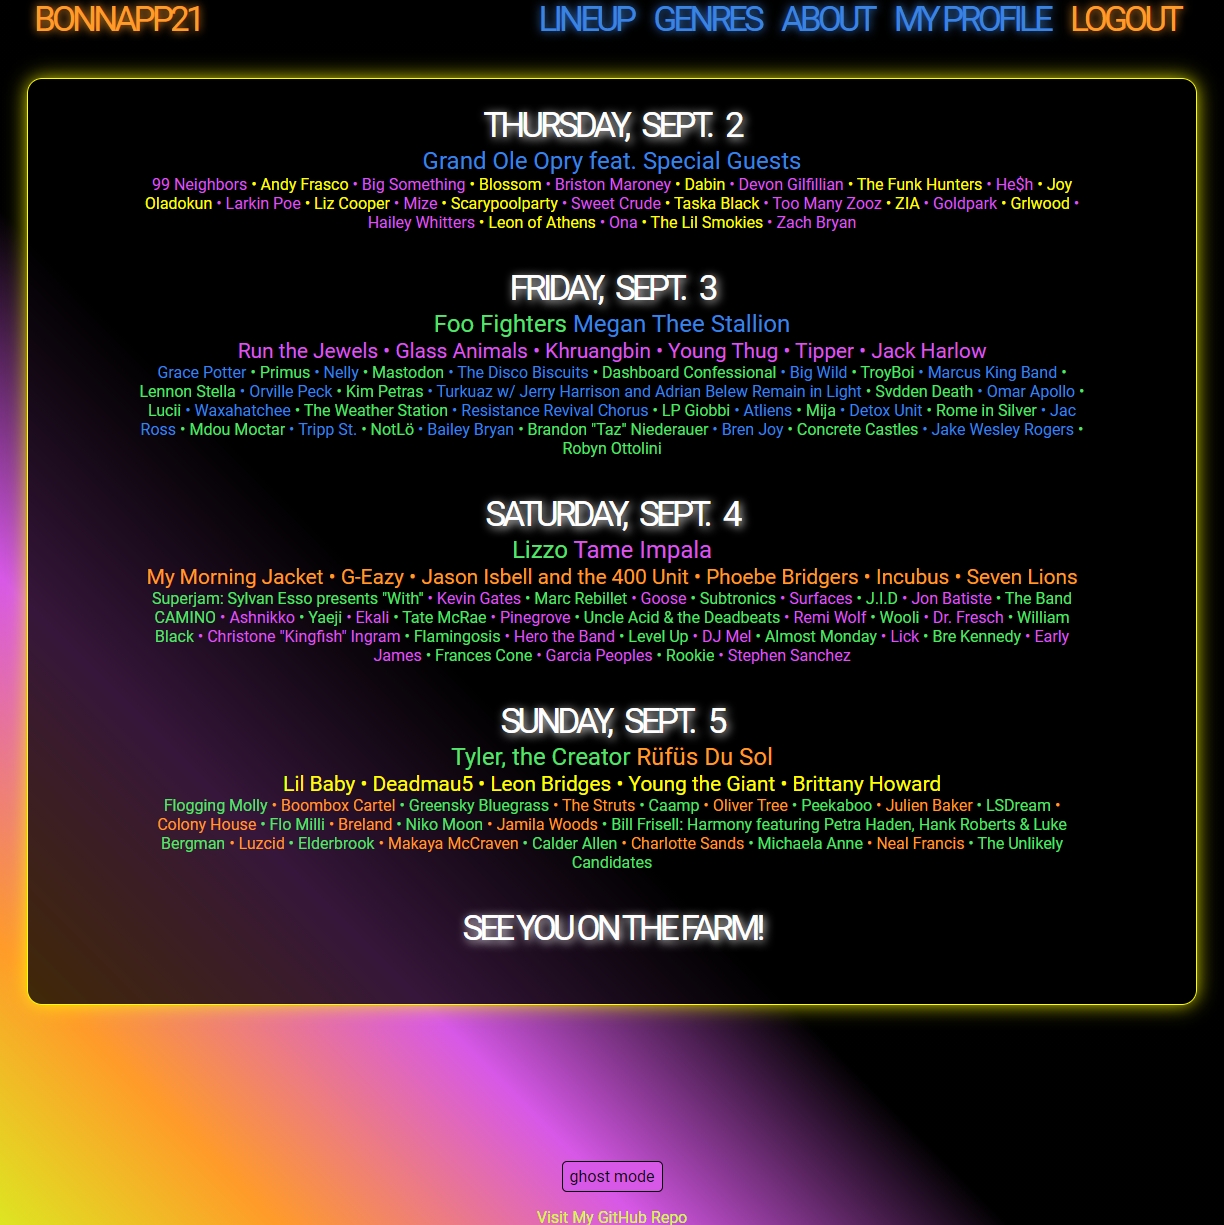 BONNAPP21 LINEUP GENRES ABOUT MY PROFILE LOGOUT
THURSDAY, SEPT. 2
Grand Ole Opry feat. Special Guests
99 Neighbors • Andy Frasco • Big Something • Blossom • Briston Maroney • Dabin • Devon Gilfillian • The Funk Hunters • He$h • Joy
Oladokun • Larkin Poe • Liz Cooper • Mize • Scarypoolparty • Sweet Crude • Taska Black • Too Many Zooz • ZIA • Goldpark • Grlwood •
Hailey Whitters • Leon of Athens • Ona • The Lil Smokies • Zach Bryan
FRIDAY, SEPT. 3
Foo Fighters Megan Thee Stallion
Run the Jewels • Glass Animals • Khruangbin • Young Thug • Tipper • Jack Harlow
Grace Potter • Primus • Nelly • Mastodon • The Disco Biscuits • Dashboard Confessional • Big Wild • TroyBoi • Marcus King Band •
Lennon Stella • Orville Peck • Kim Petras • Turkuaz w/ Jerry Harrison and Adrian Belew Remain in Light • Svdden Death • Omar Apollo •
Lucii • Waxahatchee • The Weather Station • Resistance Revival Chorus • LP Giobbi • Atliens • Mija • Detox Unit • Rome in Silver • Jac
Ross • Mdou Moctar • Tripp St. • NotLö • Bailey Bryan • Brandon "Taz" Niederauer • Bren Joy • Concrete Castles • Jake Wesley Rogers •
Robyn Ottolini
SATURDAY, SEPT. 4
Lizzo Tame Impala
My Morning Jacket • G-Eazy • Jason Isbell and the 400 Unit • Phoebe Bridgers • Incubus • Seven Lions
Superjam: Sylvan Esso presents "With" • Kevin Gates • Marc Rebillet • Goose • Subtronics • Surfaces • J.I.D • Jon Batiste • The Band
CAMINO • Ashnikko • Yaeji • Ekali • Tate McRae • Pinegrove • Uncle Acid & the Deadbeats • Remi Wolf • Wooli • Dr. Fresch • William
Black • Christone "Kingfish" Ingram • Flamingosis • Hero the Band • Level Up • DJ Mel • Almost Monday • Lick • Bre Kennedy • Early
James • Frances Cone • Garcia Peoples • Rookie • Stephen Sanchez
SUNDAY, SEPT. 5
Tyler, the Creator Rüfüs Du Sol
Lil Baby • Deadmau5 • Leon Bridges • Young the Giant • Brittany Howard
Flogging Molly • Boombox Cartel • Greensky Bluegrass • The Struts • Caamp • Oliver Tree • Peekaboo • Julien Baker • LSDream •
Colony House • Flo Milli • Breland • Niko Moon • Jamila Woods • Bill Frisell: Harmony featuring Petra Haden, Hank Roberts & Luke
Bergman • Luzcid • Elderbrook • Makaya McCraven • Calder Allen • Charlotte Sands • Michaela Anne • Neal Francis • The Unlikely
Candidates
SEE YOU ON THE FARM!
ghost mode
Visit My GitHub Repo